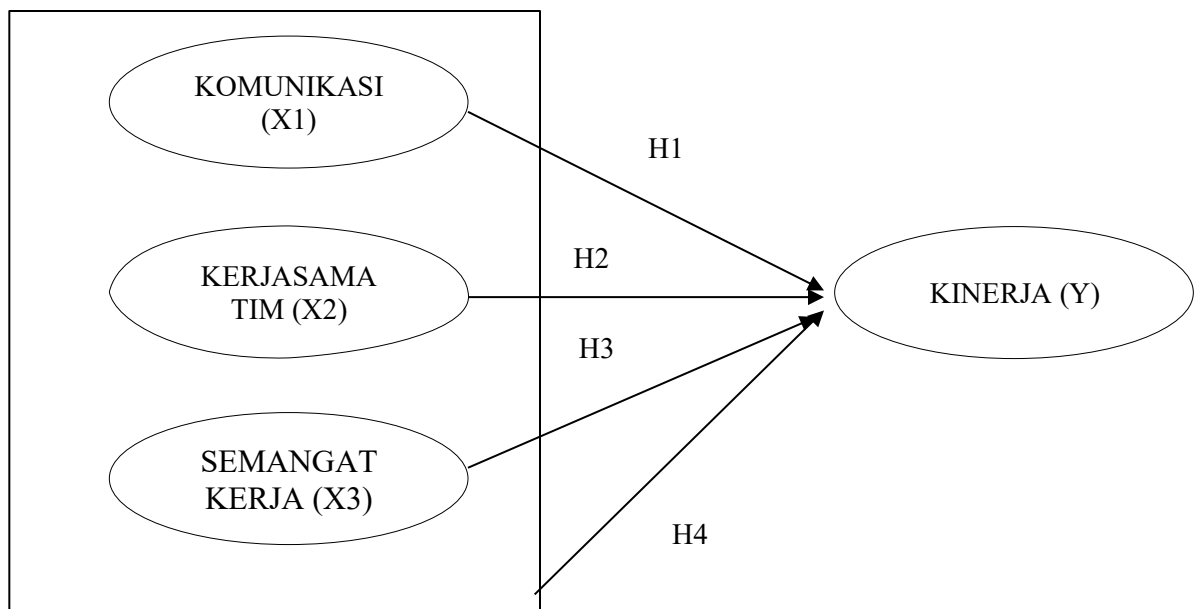 KOMUNIKASI
(X1)
H1
H2
KERJASAMA
TIM (X2)
KINERJA (Y)
H3
SEMANGAT
KERJA (X3)
H4